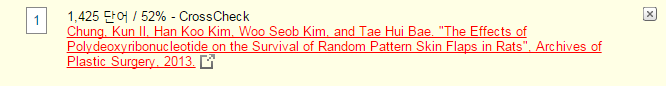 1
1,425 단어 / 52% - CrossCheck
Chung, Kun Il, Han Koo Kim, Woo Seob Kim, and Tae Hui Bae. "The Effects of
Polydeoxyribonucleotide on the Survival of Random Pattern Skin Flaps in Rats", Archives of
Plastic Surgery, 2013.